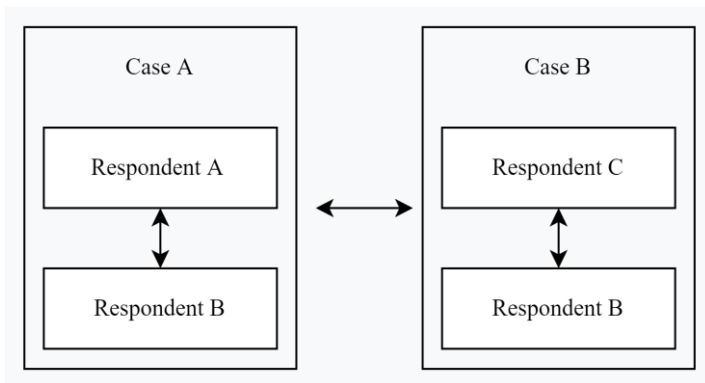 Case A
Respondent A
Respondent B
Case B
Respondent C
Respondent B